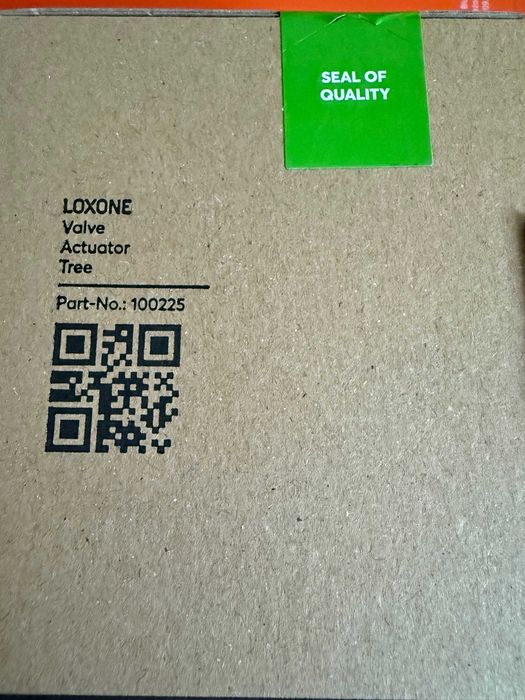 SEAL OF
QUALITY
LOXONE
Valve
Actuator
Tree
Part-No.: 100225